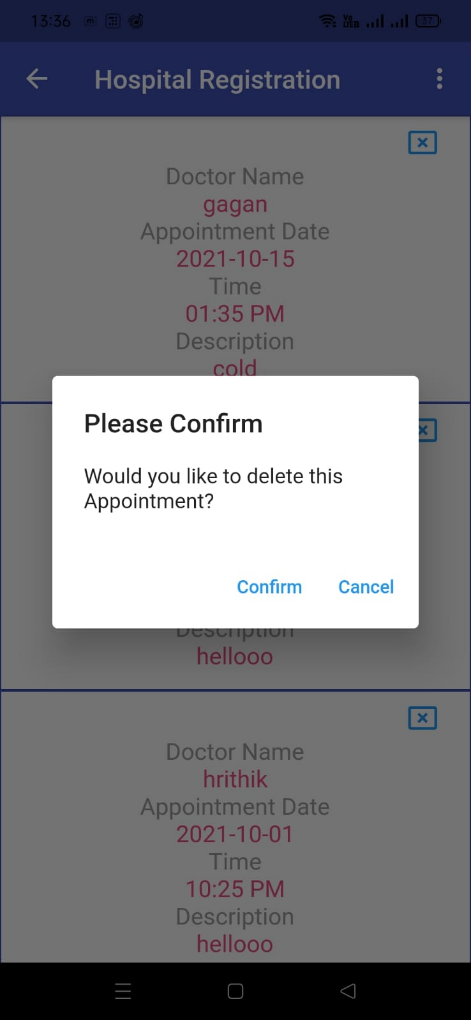 13:36
37
Hospital Registration
Doctor Name
gagan
Appointment Date
2021-10-15
Time
01:35 PM
Description
cold
Please Confirm
Would you like to delete this
Appointment?
Confirm
Cancel
Description
hellooo
Doctor Name
hrithik
Appointment Date
2021-10-01
Time
10:25 PM
Description
hellooo